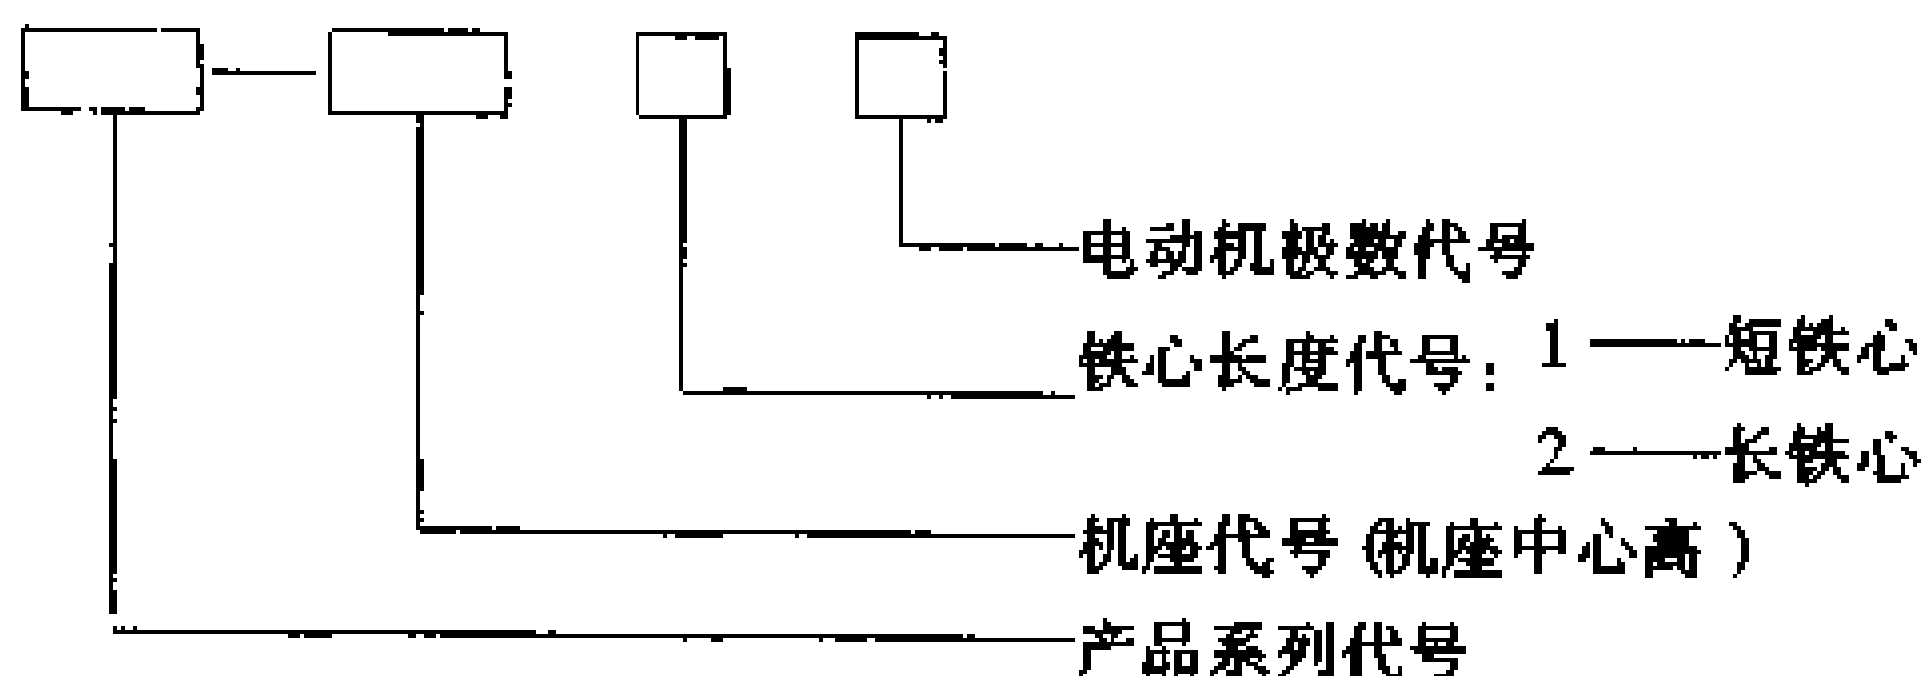 电动机极数代号
铁心长度代号: 1——短铁心
2——长铁心
机座代号(机座中心高)
产品系列代号